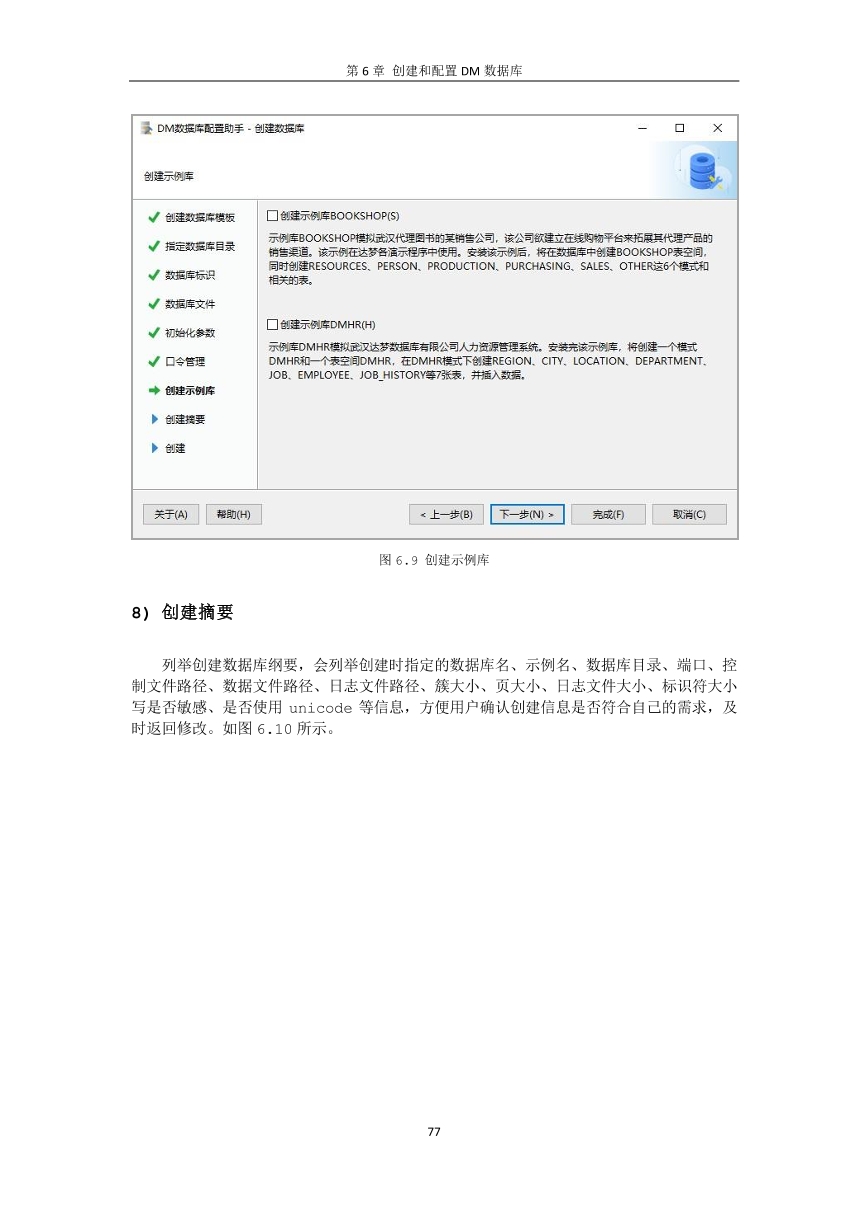 第 6 章 创建和配置 DM 数据库
DM数据库配置助手 - 创建数据库
创建示例库
创建数据库模板
指定数据库目录
数据库标识
数据库文件
初始化参数
口令管理
创建示例库
创建摘要
创建
创建示例库BOOKSHOP(S)
示例库BOOKSHOP模拟武汉代理图书的某销售公司，该公司欲建立在线购物平台来拓展其代理产品的
销售渠道。该示例在达梦各演示程序中使用。安装该示例后，将在数据库中创建BOOKSHOP表空间，
同时创建RESOURCES、PERSON、PRODUCTION、PURCHASING、SALES、OTHER这6个模式和
相关的表。
创建示例库DMHR(H)
示例库DMHR模拟武汉达梦数据库有限公司人力资源管理系统。安装完该示例库，将创建一个模式
DMHR和一个表空间DMHR，在DMHR模式下创建REGION、CITY、LOCATION、DEPARTMENT、
JOB、EMPLOYEE、JOB_HISTORY等7张表，并插入数据。
关于(A) 帮助(H) < 上一步(B) 下一步(N) > 完成(F) 取消(C)
图 6.9 创建示例库
8) 创建摘要
列举创建数据库纲要，会列举创建时指定的数据库名、示例名、数据库目录、端口、控
制文件路径、数据文件路径、日志文件路径、簇大小、页大小、日志文件大小、标识符大小
写是否敏感、是否使用 unicode 等信息，方便用户确认创建信息是否符合自己的需求，及
时返回修改。如图 6.10 所示。
77